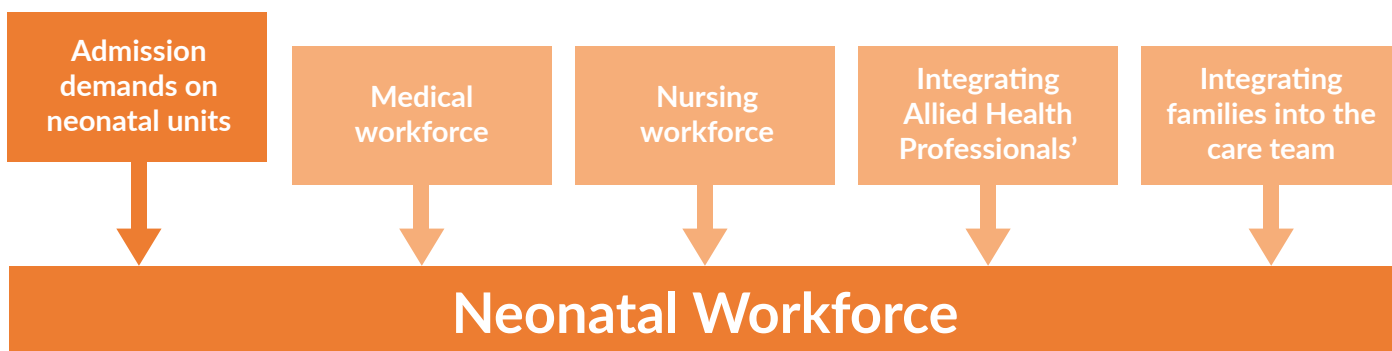 Admission
demands on
neonatal units
Medical
workforce
Nursing
workforce
Integrating
Allied Health
Professionals’
Integrating
families into the
care team
Neonatal Workforce